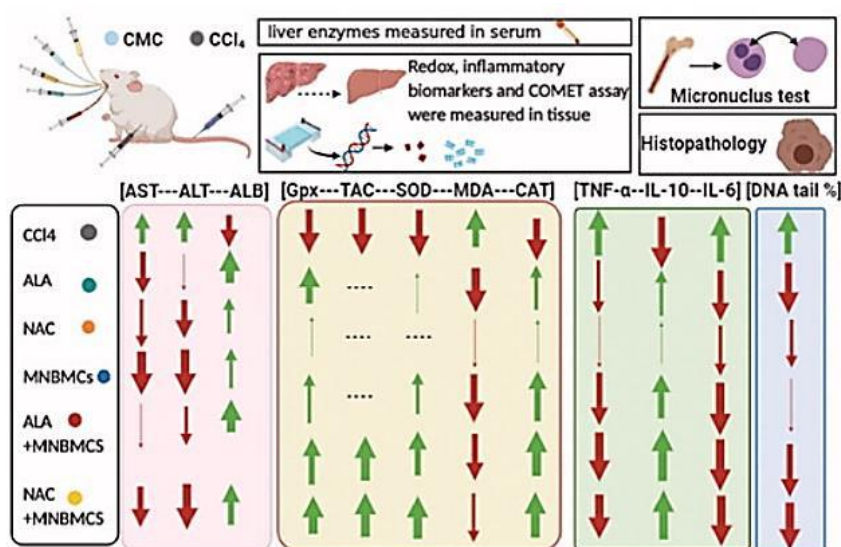 CMC
CCl₄
liver enzymes measured in serum
Redox, inflammatory
biomarkers and COMET assay
were measured in tissue
Micronuclus test
Histopathology
[AST---ALT---ALB]
[Gpx---TAC---SOD---MDA---CAT]
[TNF-α--IL-10--IL-6]
[DNA tail %]
CCl4
ALA
----
NAC
----
----
MNBMCs
----
ALA
+MNBMCS
NAC
+MNBMCS